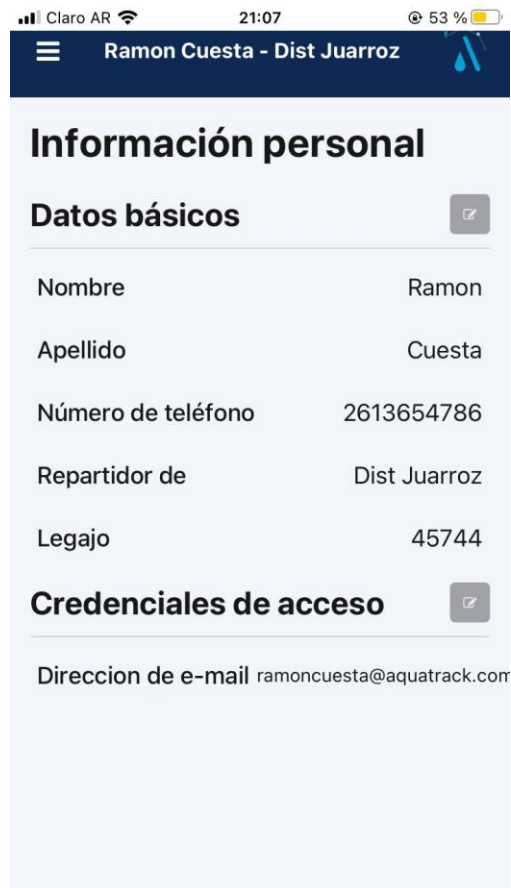 Claro AR 21:07 53 %
Ramon Cuesta - Dist Juarroz
Información personal
Datos básicos
Nombre Ramon
Apellido Cuesta
Número de teléfono 2613654786
Repartidor de Dist Juarroz
Legajo 45744
Credenciales de acceso
Direccion de e-mail ramoncuesta@aquatrack.com